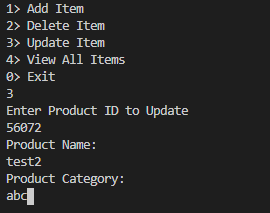 1> Add Item
2> Delete Item
3> Update Item
4> View All Items
0> Exit
3
Enter Product ID to Update
56072
Product Name:
test2
Product Category:
abc